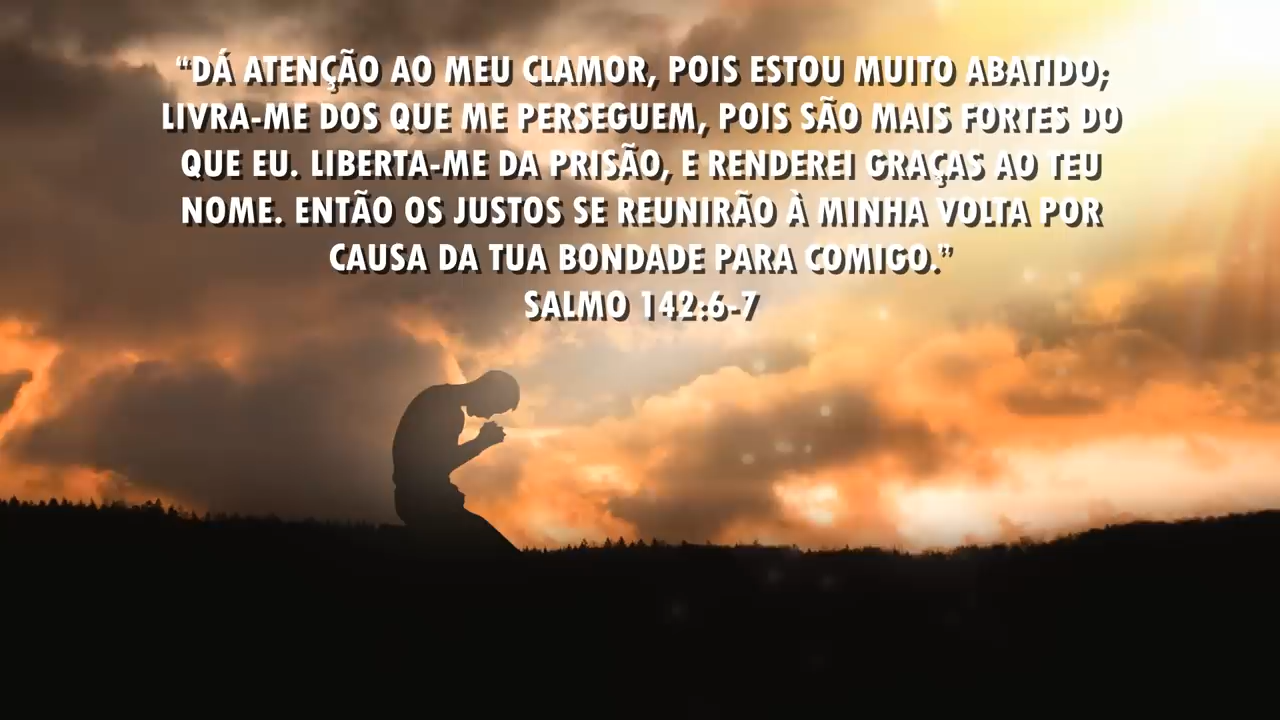 “DÁ ATENÇÃO AO MEU CLAMOR, POIS ESTOU MUITO ABATIDO;
LIVRA-ME DOS QUE ME PERSEGUEM, POIS SÃO MAIS FORTES DO
QUE EU. LIBERTA-ME DA PRISÃO, E RENDEREI GRAÇAS AO TEU
NOME. ENTÃO OS JUSTOS SE REUNIRÃO À MINHA VOLTA POR
CAUSA DA TUA BONDADE PARA COMIGO.”
SALMO 142:6-7